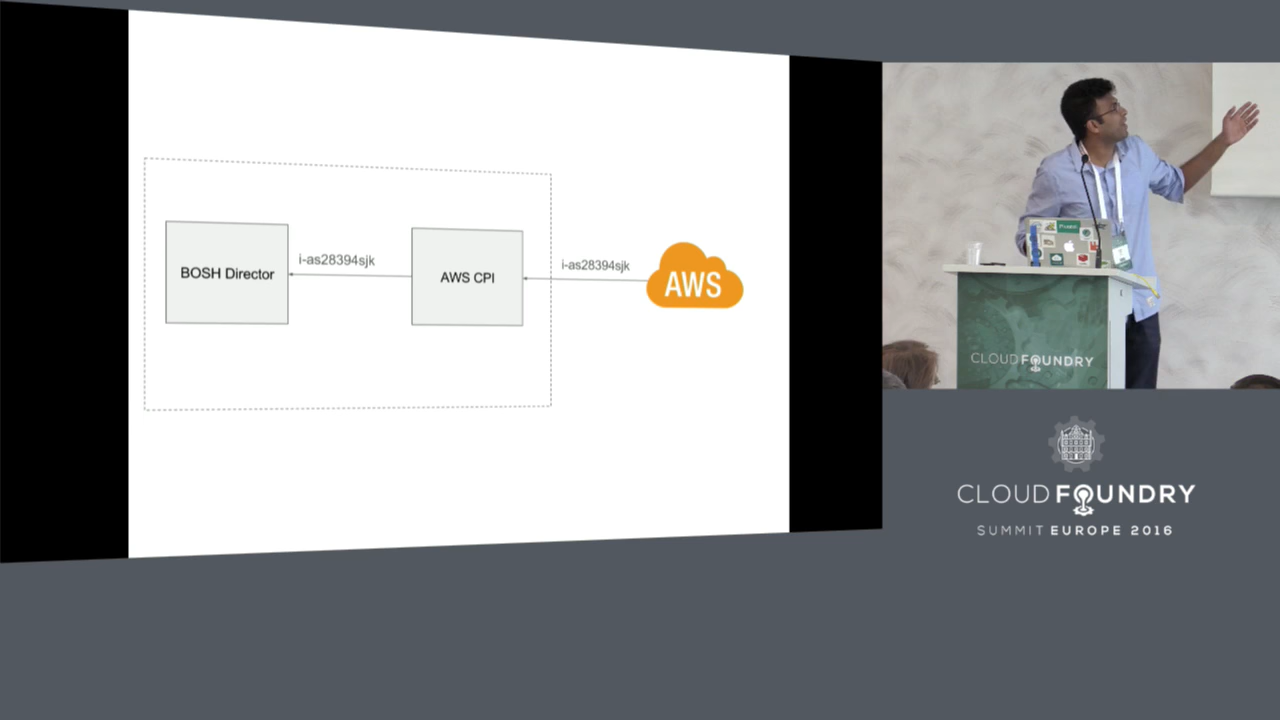 BOSH Director
i-as28394sjk
AWS CPI
i-as28394sjk
AWS
CLOUD FOUNDRY
CLOUD FOUNDRY
SUMMIT EUROPE 2016